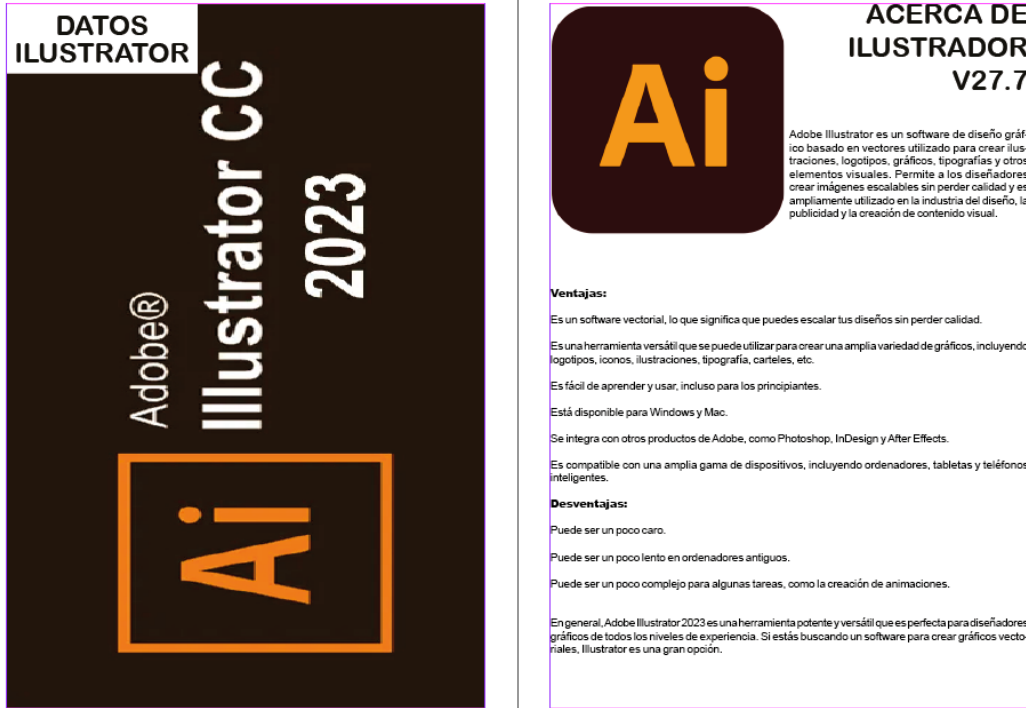 DATOS
ILUSTRATOR
Adobe®
Illustrator CC
2023
Ai
Ai
ACERCA DE
ILUSTRADOR
V27.7
Adobe Illustrator es un software de diseño gráf-
ico basado en vectores utilizado para crear ilus-
traciones, logotipos, gráficos, tipografías y otros
elementos visuales. Permite a los diseñadores
crear imágenes escalables sin perder calidad y es
ampliamente utilizado en la industria del diseño, la
publicidad y la creación de contenido visual.
Ventajas:
Es un software vectorial, lo que significa que puedes escalar tus diseños sin perder calidad.
Es una herramienta versátil que se puede utilizar para crear una amplia variedad de gráficos, incluyendo
logotipos, iconos, ilustraciones, tipografía, carteles, etc.
Es fácil de aprender y usar, incluso para los principiantes.
Está disponible para Windows y Mac.
Se integra con otros productos de Adobe, como Photoshop, InDesign y After Effects.
Es compatible con una amplia gama de dispositivos, incluyendo ordenadores, tabletas y teléfonos
inteligentes.
Desventajas:
Puede ser un poco caro.
Puede ser un poco lento en ordenadores antiguos.
Puede ser un poco complejo para algunas tareas, como la creación de animaciones.
En general, Adobe Illustrator 2023 es una herramienta potente y versátil que es perfecta para diseñadores
gráficos de todos los niveles de experiencia. Si estás buscando un software para crear gráficos vecto-
riales, Illustrator es una gran opción.